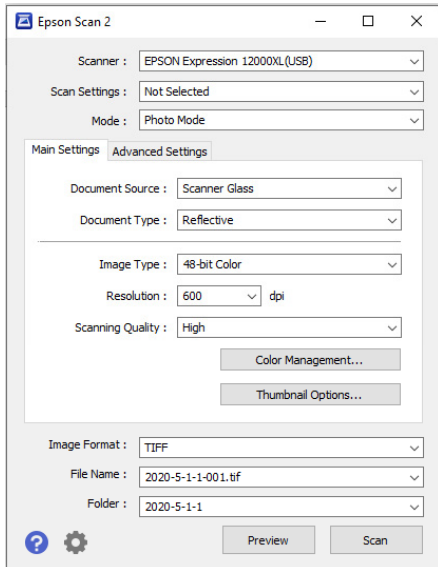 Epson Scan 2
Scanner : EPSON Expression 12000XL(USB)
Scan Settings : Not Selected
Mode : Photo Mode
Main Settings Advanced Settings
Document Source : Scanner Glass
Document Type : Reflective
Image Type : 48-bit Color
Resolution : 600 dpi
Scanning Quality : High
Color Management...
Thumbnail Options...
Image Format : TIFF
File Name : 2020-5-1-1-001.tif
Folder : 2020-5-1-1
? Preview Scan